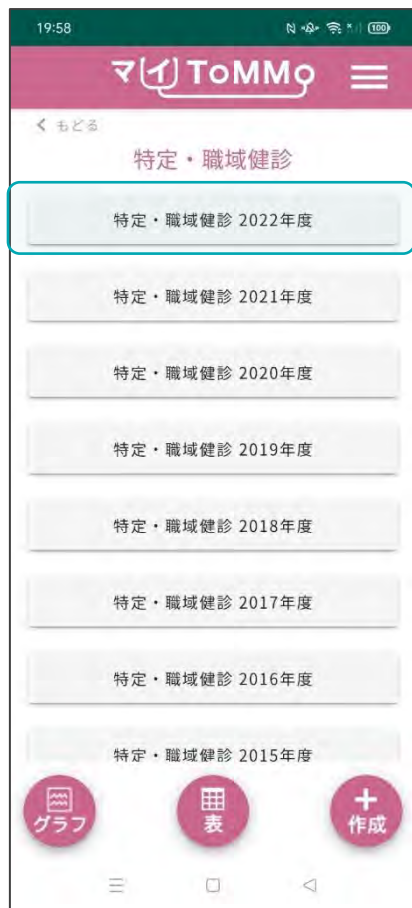 19:58
100
マイ ToMMo
もどる
特定・職域健診
特定・職域健診 2022年度
特定・職域健診 2021年度
特定・職域健診 2020年度
特定・職域健診 2019年度
特定・職域健診 2018年度
特定・職域健診 2017年度
特定・職域健診 2016年度
特定・職域健診 2015年度
グラフ
表
作成